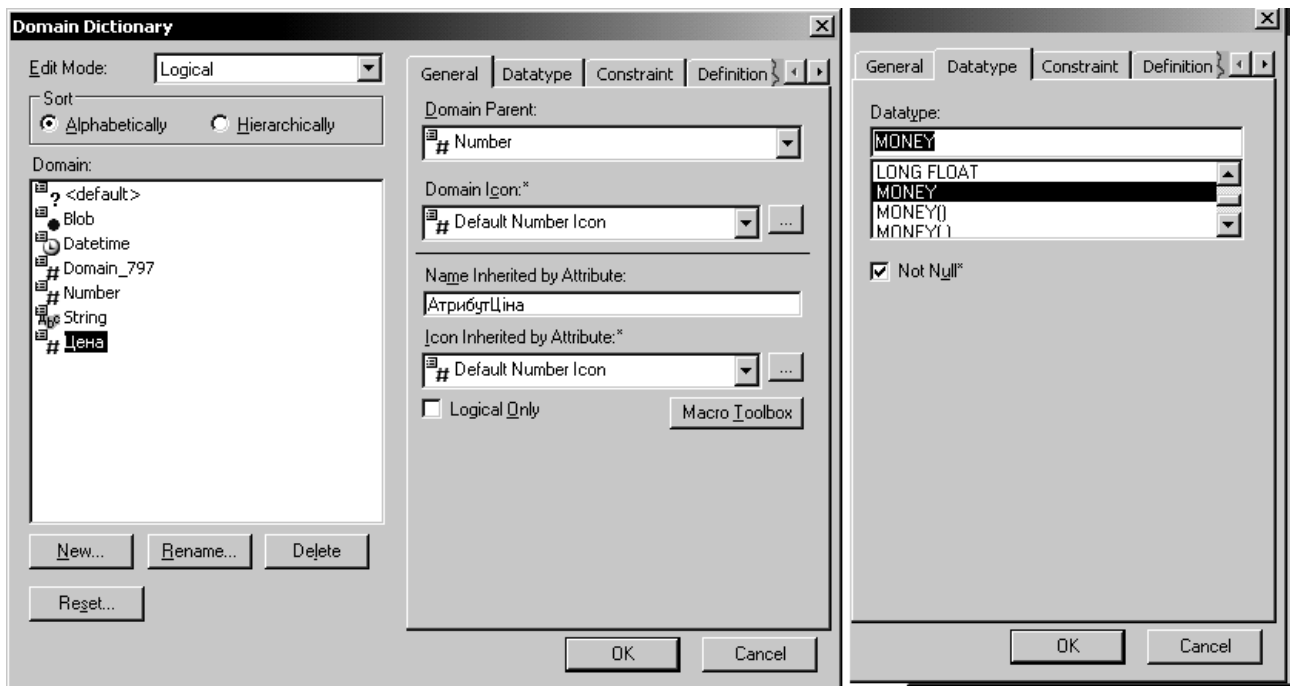 Domain Dictionary
Edit Mode:
Logical
Sort
Alphabetically
Hierarchically
Domain:
<default>
Blob
Datetime
Domain_797
Number
String
Цена
New...
Rename...
Delete
Reset...
General
Datatype
Constraint
Definition
Domain Parent:
Number
Domain Icon:*
Default Number Icon
...
Name Inherited by Attribute:
АтрибутЦіна
Icon Inherited by Attribute:*
Default Number Icon
...
Logical Only
Macro Toolbox
OK
Cancel
General
Datatype
Constraint
Definition
Datatype:
MONEY
LONG FLOAT
MONEY
MONEY()
MONEY(,)
Not Null*
OK
Cancel